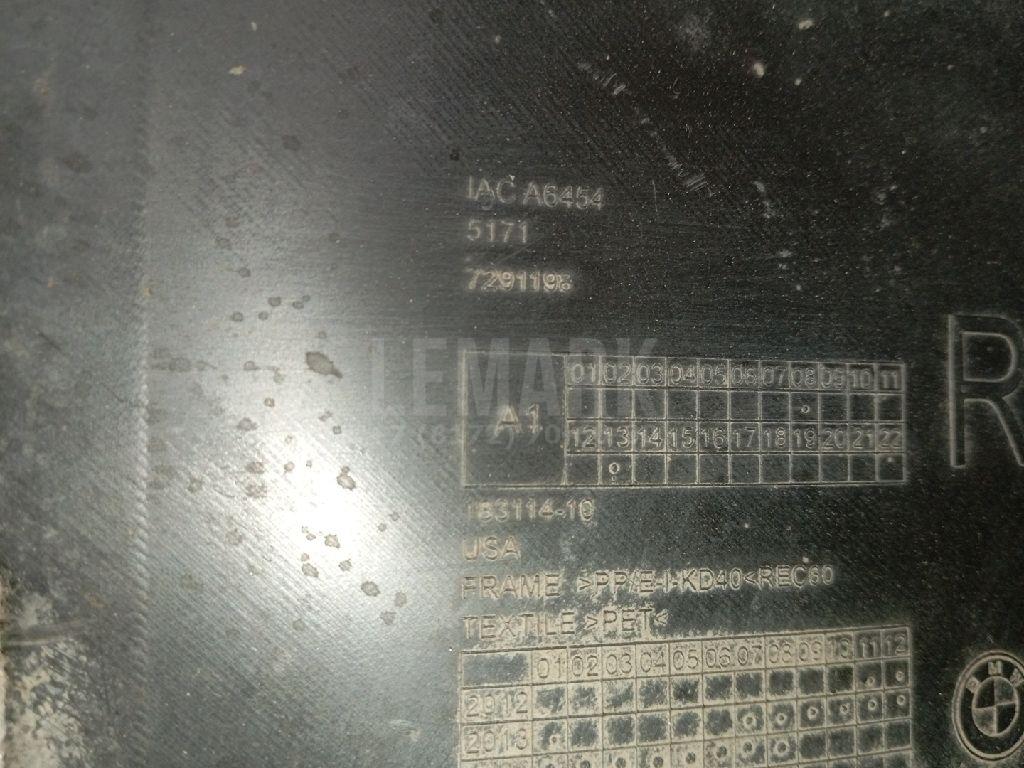 IAC A6454
5171
R
LEMARK
01 02 03 04 05 06 07 08 09 10 11
A1
12 13 14 15 16 17 18 19 20 21 22
183114-10
USA
FRAME >PP/E-I-KD40<REC60
TEXTILE >PET<
01 02 03 04 05 06 07 08 09 10 11 12
2012
2013
BMW